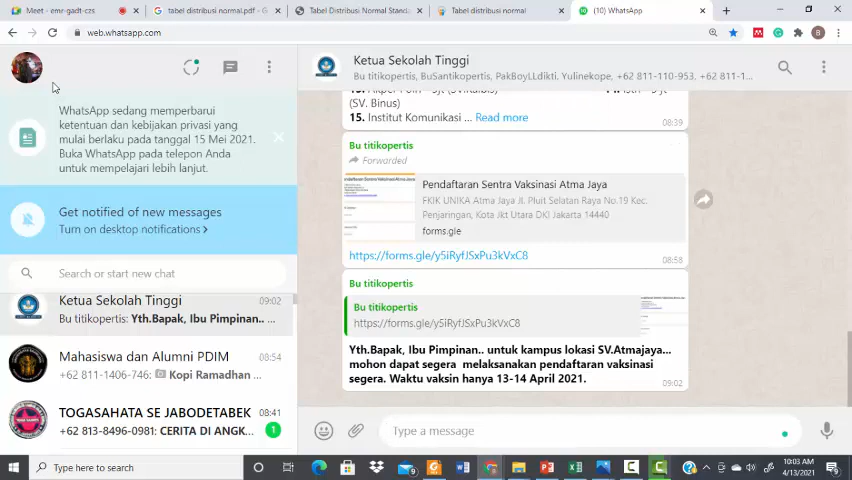 Meet - emr-gadt-czs
tabel distribusi normal.pdf - G
Tabel Distribusi Normal Standa
Tabel distribusi normal
(10) WhatsApp
web.whatsapp.com
B
Ketua Sekolah Tinggi
Bu titikopertis, BuSantikopertis, PakBoyLLdikti, Yulinekope, +62 811-110-953, +62 811-1...
WhatsApp sedang memperbarui
ketentuan dan kebijakan privasi yang
mulai berlaku pada tanggal 15 Mei 2021.
Buka WhatsApp pada telepon Anda
untuk mempelajari lebih lanjut.
Get notified of new messages
Turn on desktop notifications >
Search or start new chat
Ketua Sekolah Tinggi 09:02
Bu titikopertis: Yth.Bapak, Ibu Pimpinan.. ...
Mahasiswa dan Alumni PDIM 08:54
+62 811-1406-746: Kopi Ramadhan ...
TOGASAHATA SE JABODETABEK 08:41
+62 813-8496-0981: CERITA DI ANGK... 1
(SV. Binus)
15. Institut Komunikasi ... Read more
08:39
Bu titikopertis
Forwarded
Pendaftaran Sentra Vaksinasi Atma Jaya
FKIK UNIKA Atma Jaya Jl. Pluit Selatan Raya No.19 Kec.
Penjaringan, Kota Jkt Utara DKI Jakarta 14440
forms.gle
https://forms.gle/y5iRyfJSxPu3kVxC8
08:58
Bu titikopertis
Bu titikopertis
https://forms.gle/y5iRyfJSxPu3kVxC8
Yth.Bapak, Ibu Pimpinan.. untuk kampus lokasi SV.Atmajaya...
mohon dapat segera melaksanakan pendaftaran vaksinasi
segera. Waktu vaksin hanya 13-14 April 2021.
09:02
Type a message
Type here to search
10:03 AM
4/13/2021